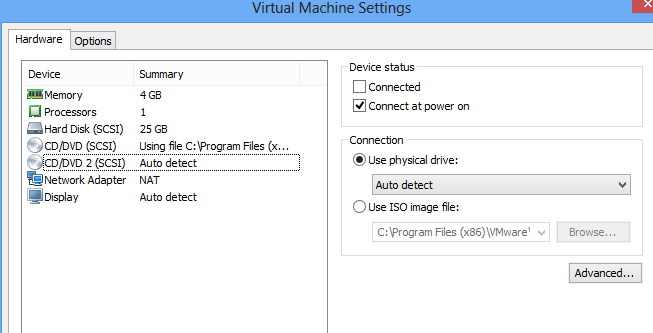 Virtual Machine Settings
Hardware Options
Device Summary
Memory 4 GB
Processors 1
Hard Disk (SCSI) 25 GB
CD/DVD (SCSI) Using file C:\Program Files (x...
CD/DVD 2 (SCSI) Auto detect
Network Adapter NAT
Display Auto detect
Device status
Connected
Connect at power on
Connection
Use physical drive:
Auto detect
Use ISO image file:
C:\Program Files (x86)\VMware\ Browse...
Advanced...